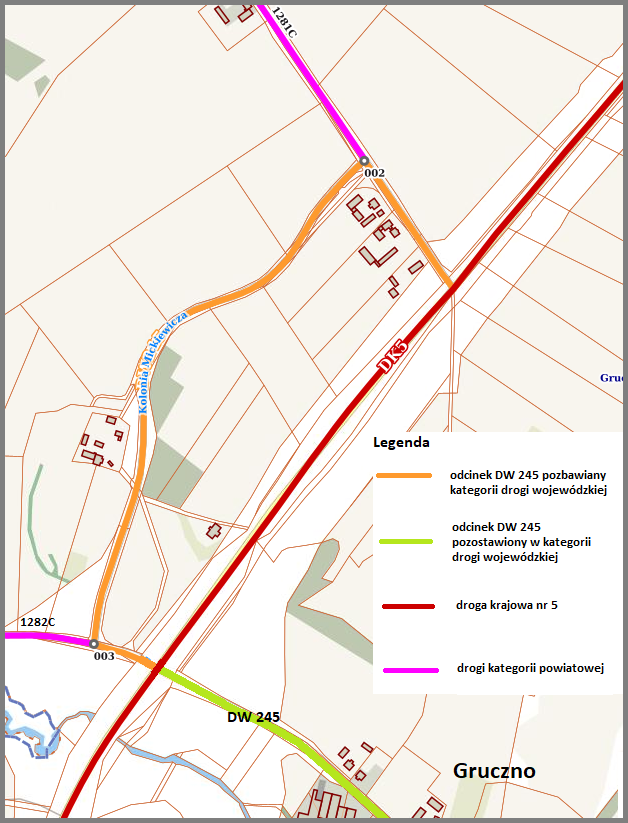 1281C
002
Kolonia Mickiewicza
DK5
Gruc
Legenda
odcinek DW 245 pozbawiany
kategorii drogi wojewódzkiej
odcinek DW 245
pozostawiony w kategorii
drogi wojewódzkiej
droga krajowa nr 5
drogi kategorii powiatowej
1282C
003
DW 245
Gruczno